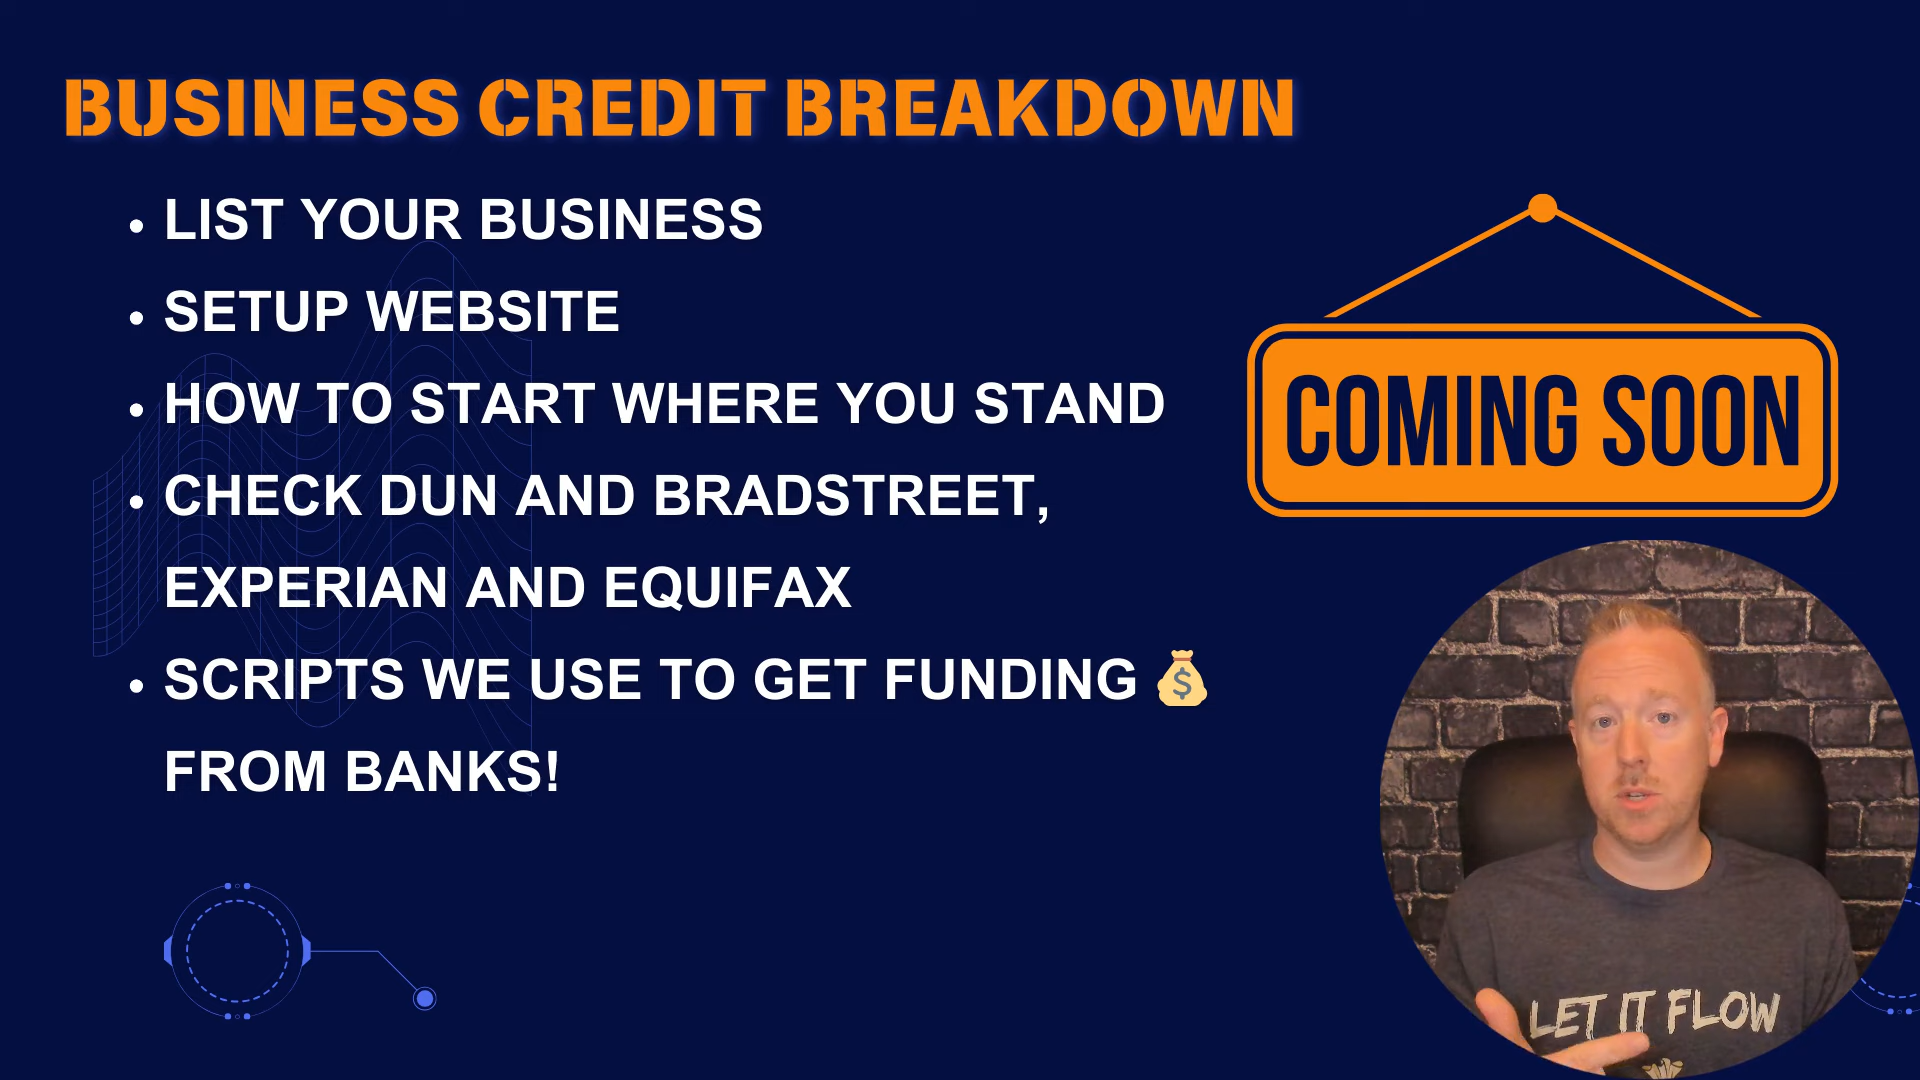 BUSINESS CREDIT BREAKDOWN
• LIST YOUR BUSINESS
• SETUP WEBSITE
• HOW TO START WHERE YOU STAND
• CHECK DUN AND BRADSTREET,
EXPERIAN AND EQUIFAX
• SCRIPTS WE USE TO GET FUNDING 💰
FROM BANKS!
COMING SOON
LET IT FLOW